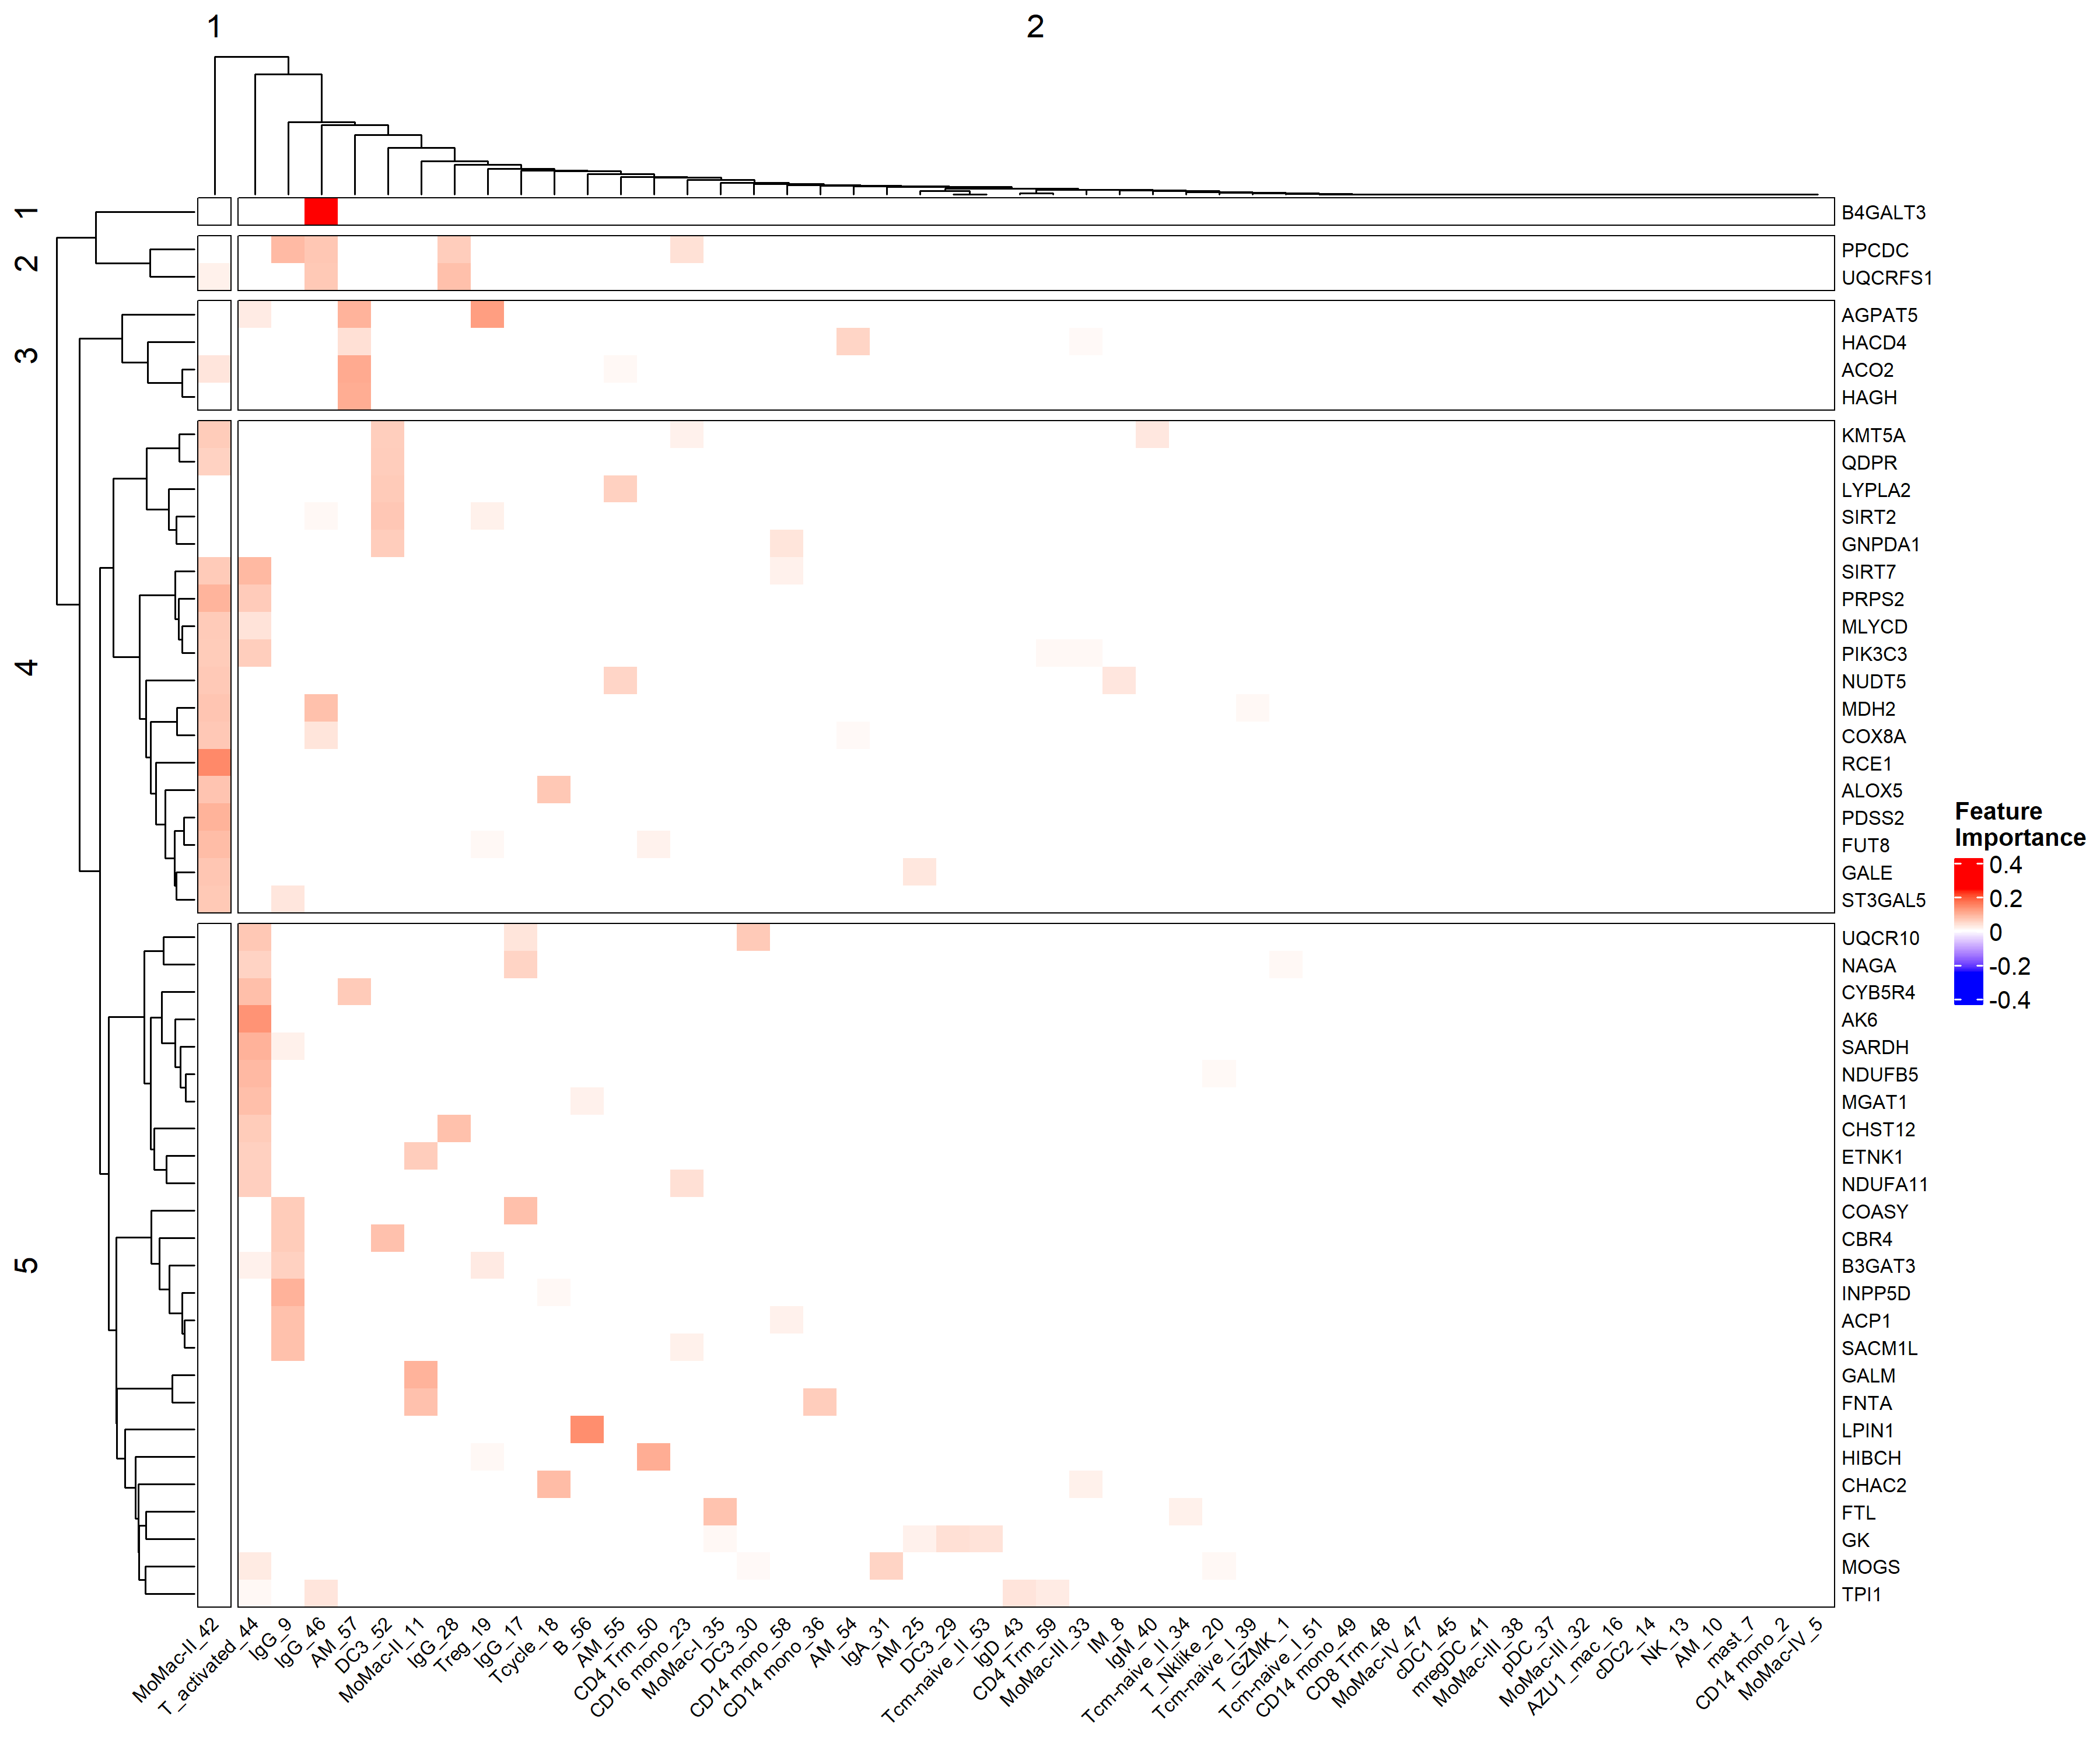 1
2
1
2
3
4
5
B4GALT3
PPCDC
UQCRFS1
AGPAT5
HACD4
ACO2
HAGH
KMT5A
QDPR
LYPLA2
SIRT2
GNPDA1
SIRT7
PRPS2
MLYCD
PIK3C3
NUDT5
MDH2
COX8A
RCE1
ALOX5
PDSS2
FUT8
GALE
ST3GAL5
UQCR10
NAGA
CYB5R4
AK6
SARDH
NDUFB5
MGAT1
CHST12
ETNK1
NDUFA11
COASY
CBR4
B3GAT3
INPP5D
ACP1
SACM1L
GALM
FNTA
LPIN1
HIBCH
CHAC2
FTL
GK
MOGS
TPI1
Feature
Importance
0.4
0.2
0
-0.2
-0.4
MoMac-II_42
T_activated_44
IgG_9
IgG_46
AM_57
DC3_52
MoMac-II_11
IgG_28
Treg_19
IgG_17
Tcycle_18
B_56
AM_55
CD4 Trm_50
CD16 mono_23
MoMac-I_35
DC3_30
CD14 mono_58
CD14 mono_36
AM_54
IgA_31
AM_25
DC3_29
Tcm-naive_II_53
IgD_43
CD4 Trm_59
MoMac-III_33
IM_8
IgM_40
Tcm-naive_II_34
T_Nklike_20
Tcm-naive_I_39
T_GZMK_1
Tcm-naive_I_51
CD14 mono_49
CD8 Trm_48
MoMac-IV_47
cDC1_45
mregDC_41
MoMac-III_38
pDC_37
MoMac-III_32
AZU1_mac_16
cDC2_14
NK_13
AM_10
mast_7
CD14 mono_2
MoMac-IV_5